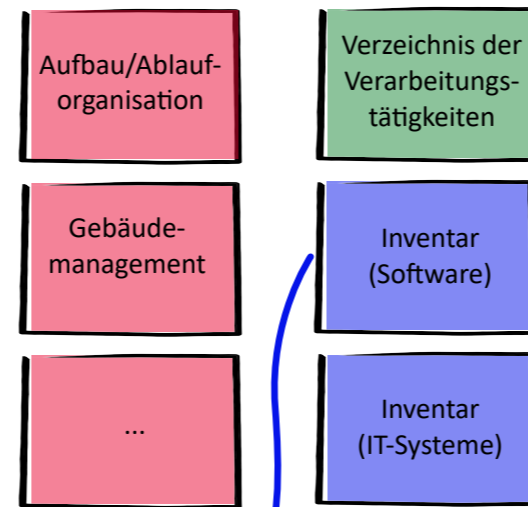 Aufbau/Ablauf-
organisation
Verzeichnis der
Verarbeitungs-
tätigkeiten
Gebäude-
management
Inventar
(Software)
...
Inventar
(IT-Systeme)